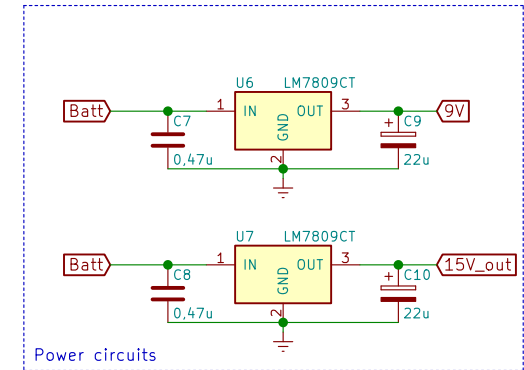 U6 LM7809CT
Batt 1 IN OUT 3 9V
C7 GND + C9
0,47u 2 22u
U7 LM7809CT
Batt 1 IN OUT 3 15V_out
C8 GND + C10
0,47u 2 22u
Power circuits